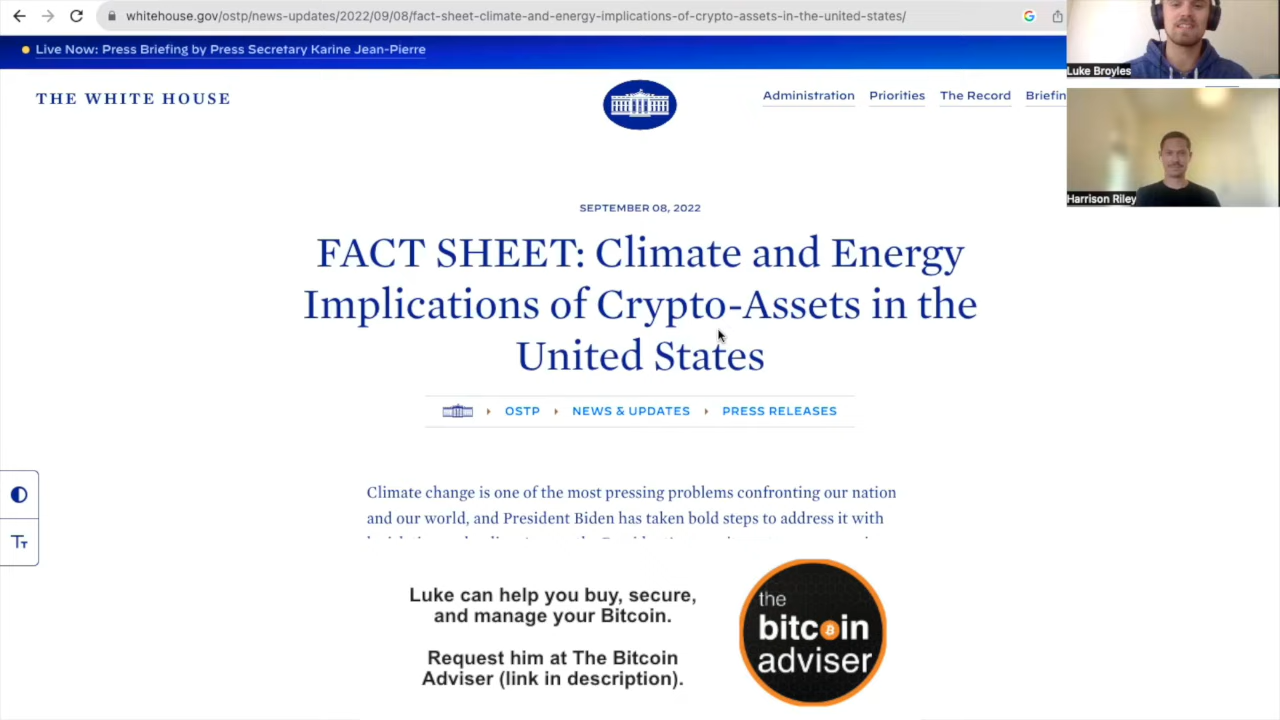 whitehouse.gov/ostp/news-updates/2022/09/08/fact-sheet-climate-and-energy-implications-of-crypto-assets-in-the-united-states/
Live Now: Press Briefing by Press Secretary Karine Jean-Pierre
Luke Broyles
THE WHITE HOUSE
Administration
Priorities
The Record
Briefin
Harrison Riley
SEPTEMBER 08, 2022
FACT SHEET: Climate and Energy
Implications of Crypto-Assets in the
United States
OSTP
NEWS & UPDATES
PRESS RELEASES
Climate change is one of the most pressing problems confronting our nation
and our world, and President Biden has taken bold steps to address it with
Tт
Luke can help you buy, secure,
and manage your Bitcoin.
Request him at The Bitcoin
Adviser (link in description).
the
bitcoin
adviser